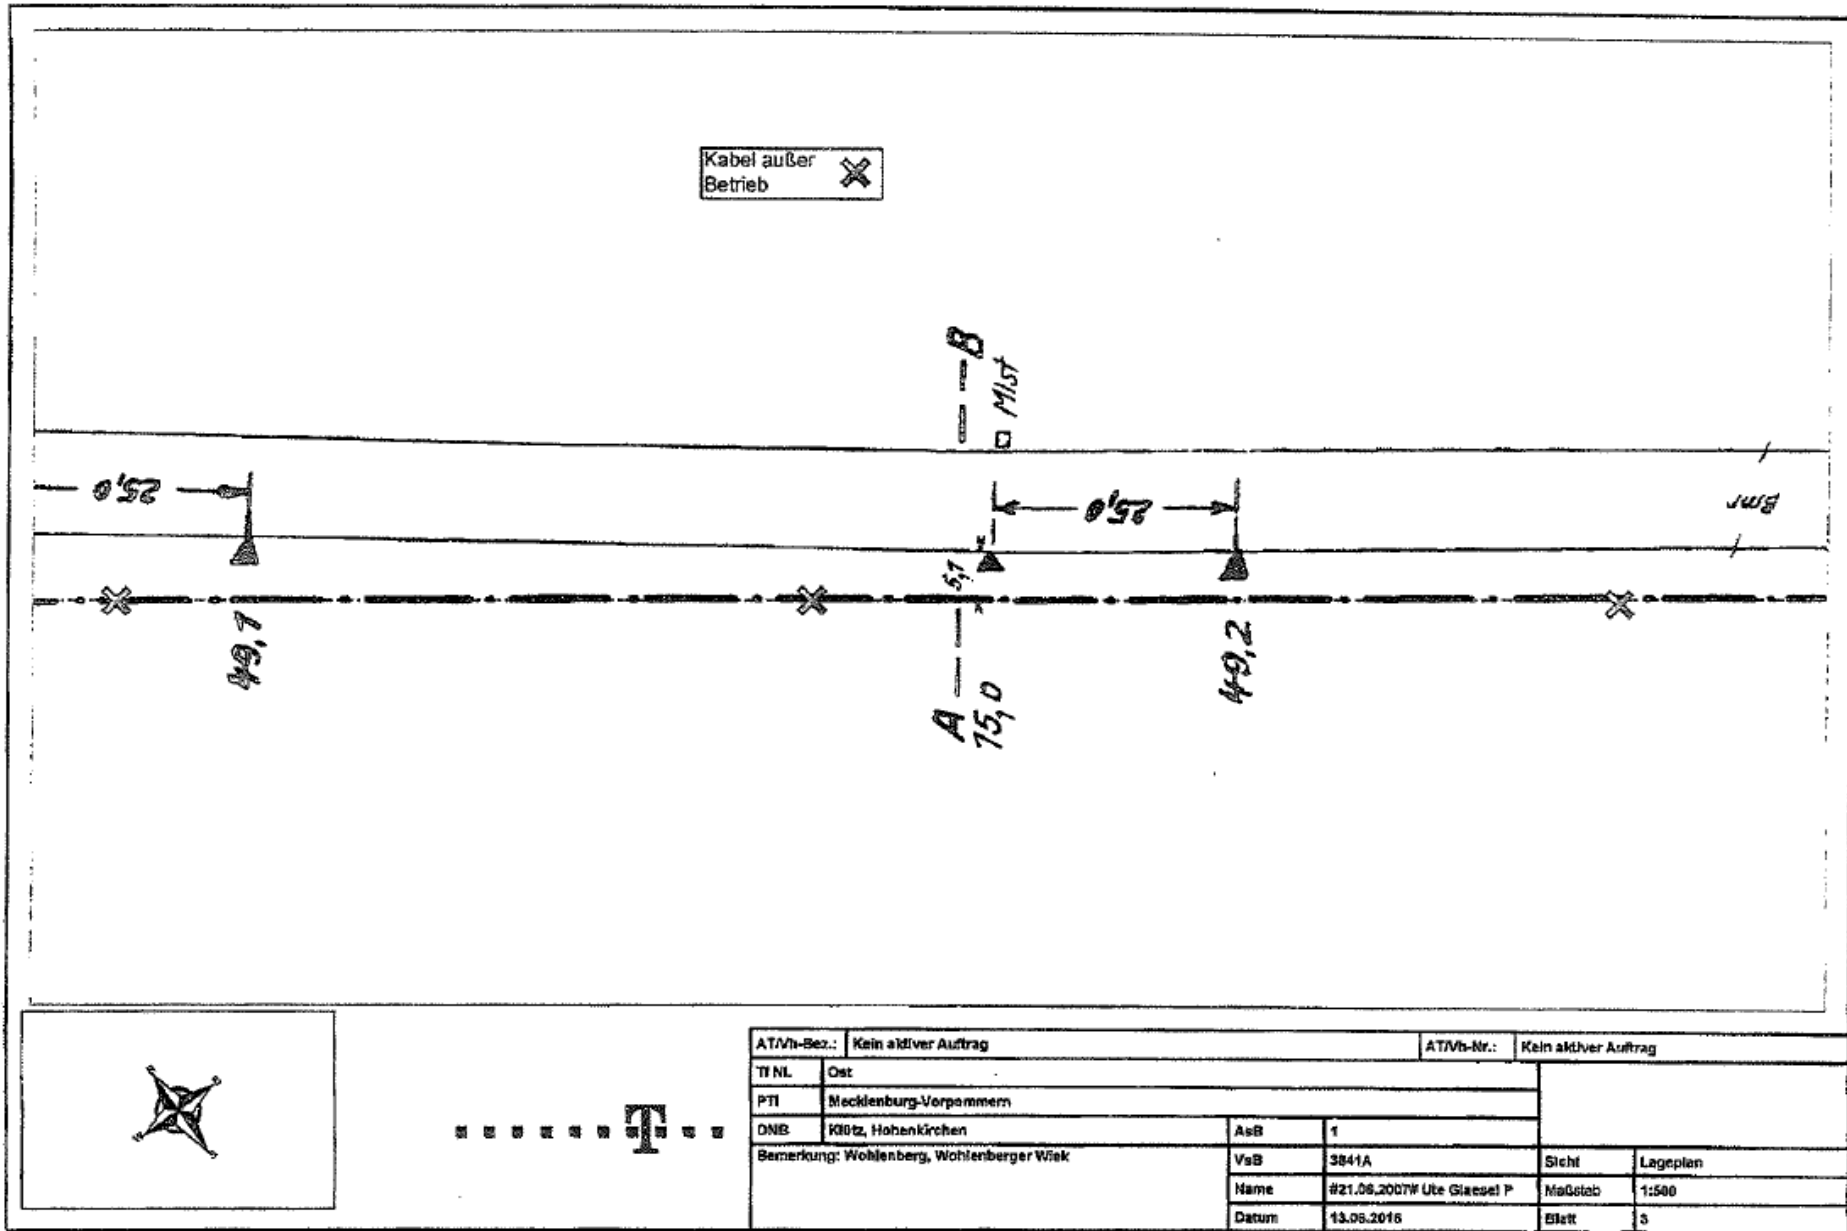 Kabel außer
Betrieb
B
Mlst
25,0
25,0
Bmr
5,1
49,1
49,2
A
15,0
N
O
W
S
T
AT/Vh-Bez.: Kein aktiver Auftrag AT/Vh-Nr.: Kein aktiver Auftrag
TI NL Ost
PTI Mecklenburg-Vorpommern
ONB Klütz, Hohenkirchen AsB 1
Bemerkung: Wohlenberg, Wohlenberger Wiek VsB 3841A Sicht Lageplan
Name #21.06.2007# Ute Glaesel P Maßstab 1:500
Datum 13.06.2016 Blatt 3